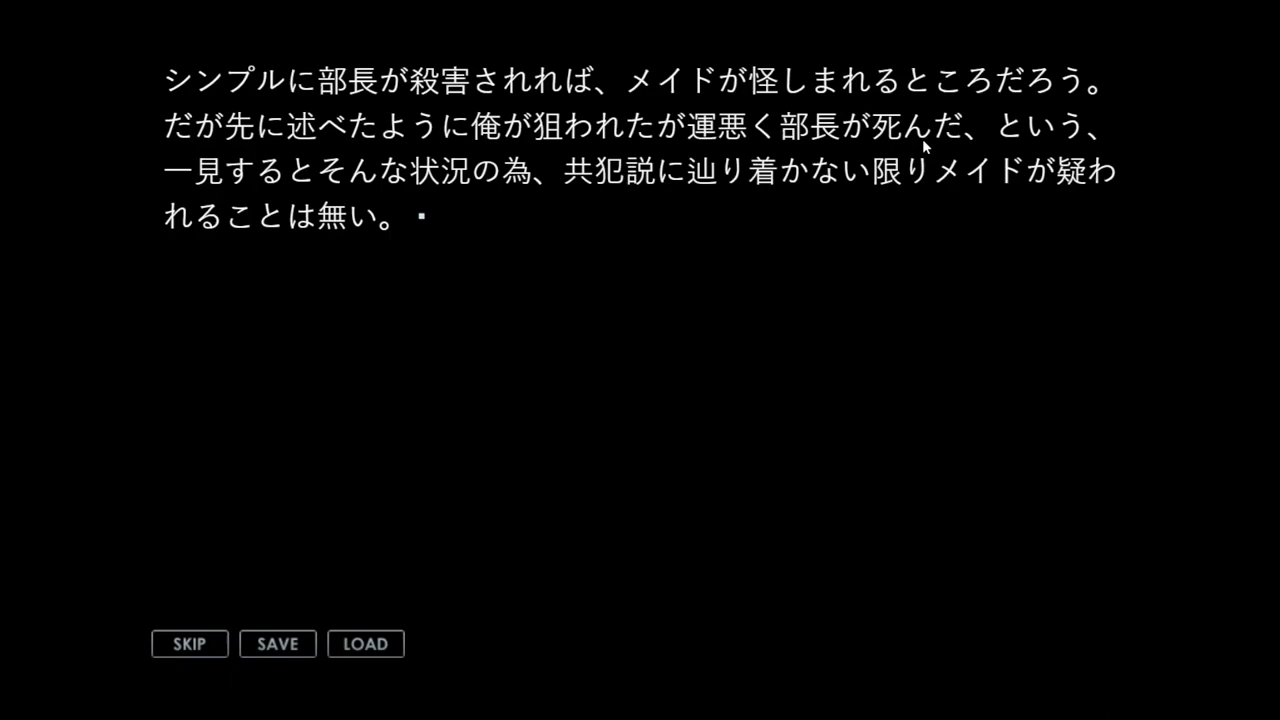 シンプルに部長が殺害されれば、メイドが怪しまれるところだろう。
だが先に述べたように俺が狙われたが運悪く部長が死んだ、という、
一見するとそんな状況の為、共犯説に辿り着かない限りメイドが疑わ
れることは無い。
SKIP SAVE LOAD